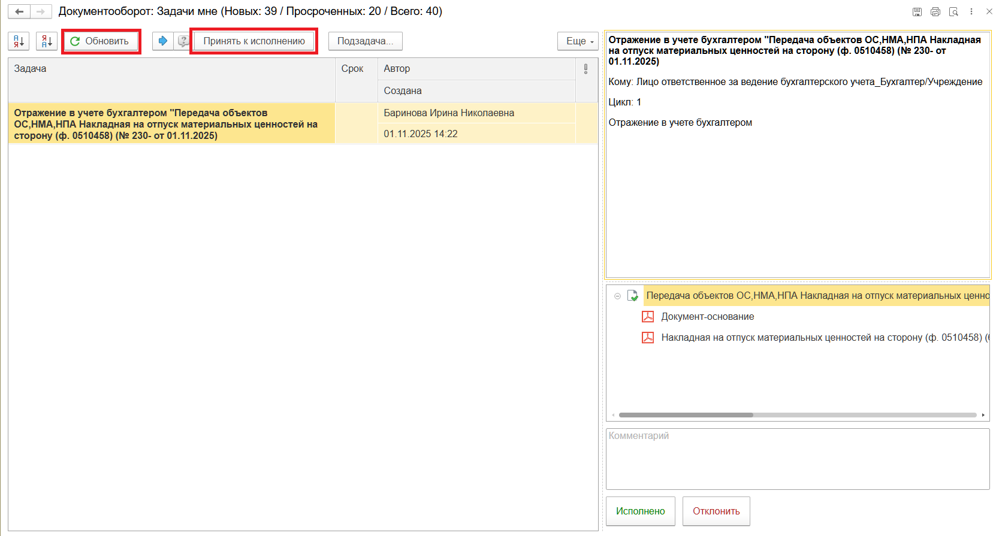 Документооборот: Задачи мне (Новых: 39 / Просроченных: 20 / Всего: 40)
Обновить
Принять к исполнению
Подзадача...
Еще
Задача
Срок
Автор
Создана
Отражение в учете бухгалтером "Передача объектов
ОС,НМА,НПА Накладная на отпуск материальных ценностей на
сторону (ф. 0510458) (№ 230- от 01.11.2025)
Баринова Ирина Николаевна
01.11.2025 14:22
Отражение в учете бухгалтером "Передача объектов ОС,НМА,НПА Накладная
на отпуск материальных ценностей на сторону (ф. 0510458) (№ 230- от
01.11.2025)
Кому: Лицо ответственное за ведение бухгалтерского учета_Бухгалтер/Учреждение
Цикл: 1
Отражение в учете бухгалтером
Передача объектов ОС,НМА,НПА Накладная на отпуск материальных ценно
Документ-основание
Накладная на отпуск материальных ценностей на сторону (ф. 0510458)
Комментарий
Исполнено
Отклонить